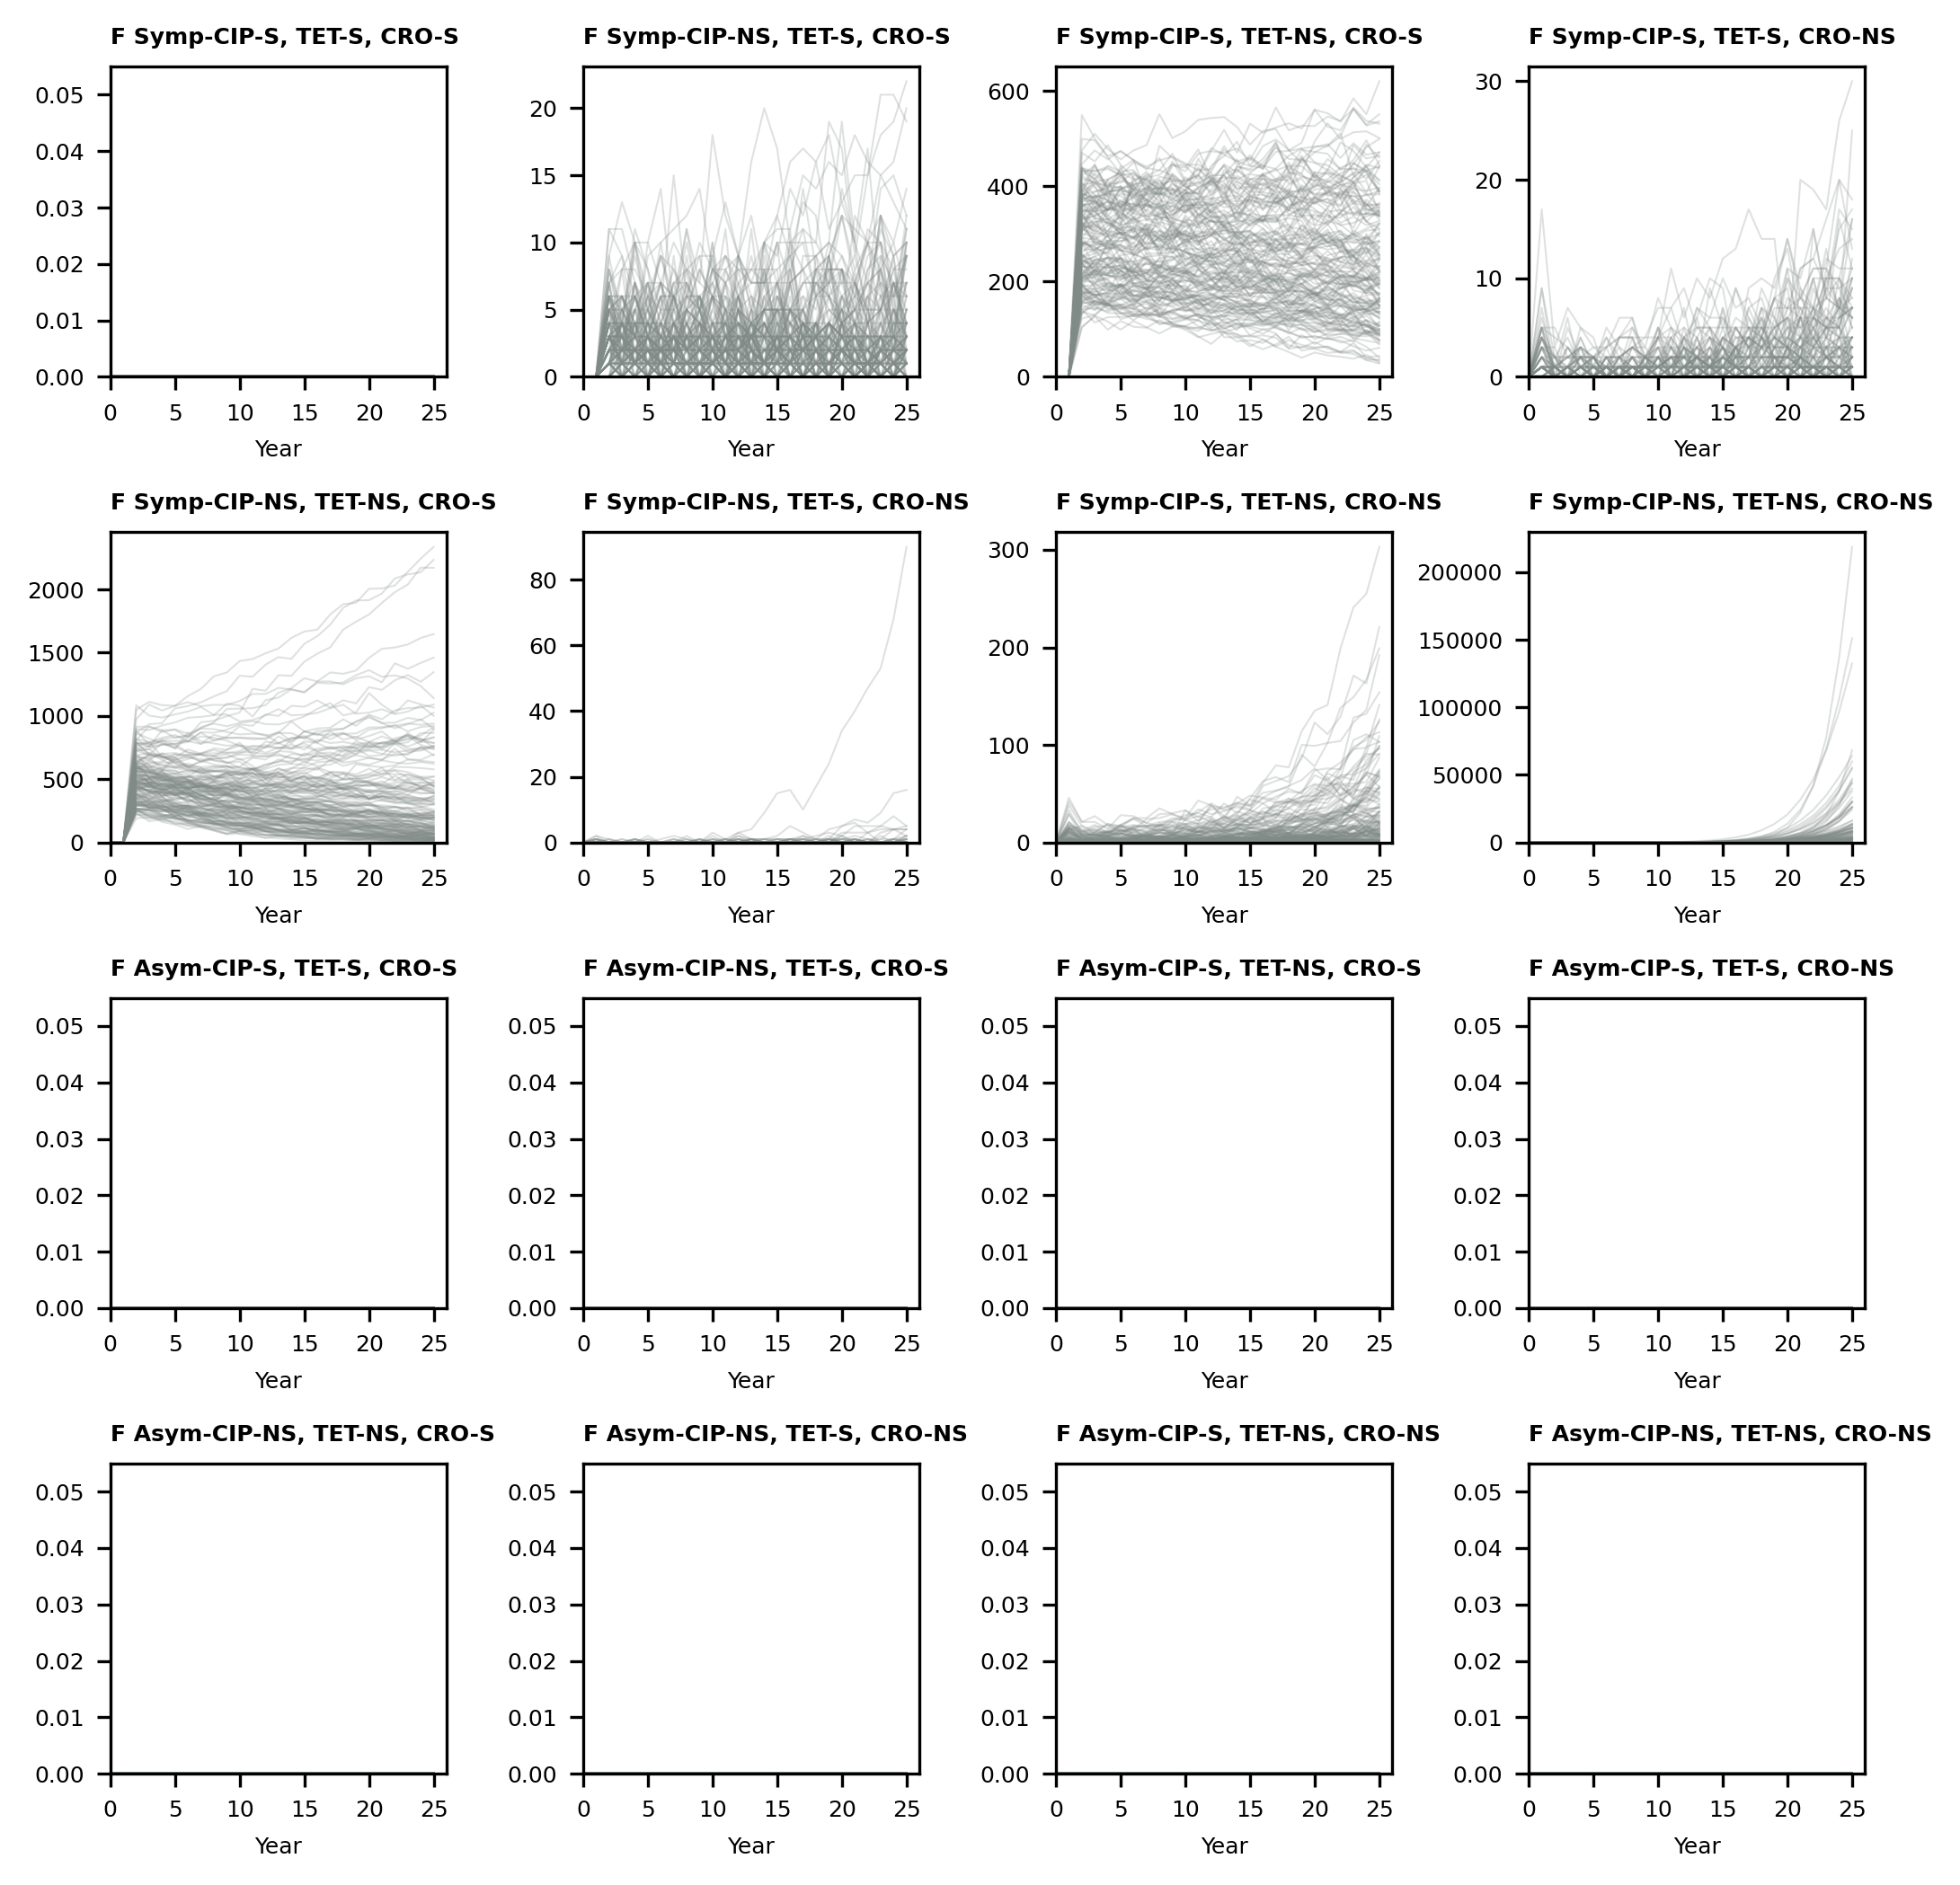 F Symp-CIP-S, TET-S, CRO-S
0.05
0.04
0.03
0.02
0.01
0.00
0 5 10 15 20 25
Year
F Symp-CIP-NS, TET-S, CRO-S
20
15
10
5
0
0 5 10 15 20 25
Year
F Symp-CIP-S, TET-NS, CRO-S
600
400
200
0
0 5 10 15 20 25
Year
F Symp-CIP-S, TET-S, CRO-NS
30
20
10
0
0 5 10 15 20 25
Year
F Symp-CIP-NS, TET-NS, CRO-S
2000
1500
1000
500
0
0 5 10 15 20 25
Year
F Symp-CIP-NS, TET-S, CRO-NS
80
60
40
20
0
0 5 10 15 20 25
Year
F Symp-CIP-S, TET-NS, CRO-NS
300
200
100
0
0 5 10 15 20 25
Year
F Symp-CIP-NS, TET-NS, CRO-NS
200000
150000
100000
50000
0
0 5 10 15 20 25
Year
F Asym-CIP-S, TET-S, CRO-S
0.05
0.04
0.03
0.02
0.01
0.00
0 5 10 15 20 25
Year
F Asym-CIP-NS, TET-S, CRO-S
0.05
0.04
0.03
0.02
0.01
0.00
0 5 10 15 20 25
Year
F Asym-CIP-S, TET-NS, CRO-S
0.05
0.04
0.03
0.02
0.01
0.00
0 5 10 15 20 25
Year
F Asym-CIP-S, TET-S, CRO-NS
0.05
0.04
0.03
0.02
0.01
0.00
0 5 10 15 20 25
Year
F Asym-CIP-NS, TET-NS, CRO-S
0.05
0.04
0.03
0.02
0.01
0.00
0 5 10 15 20 25
Year
F Asym-CIP-NS, TET-S, CRO-NS
0.05
0.04
0.03
0.02
0.01
0.00
0 5 10 15 20 25
Year
F Asym-CIP-S, TET-NS, CRO-NS
0.05
0.04
0.03
0.02
0.01
0.00
0 5 10 15 20 25
Year
F Asym-CIP-NS, TET-NS, CRO-NS
0.05
0.04
0.03
0.02
0.01
0.00
0 5 10 15 20 25
Year